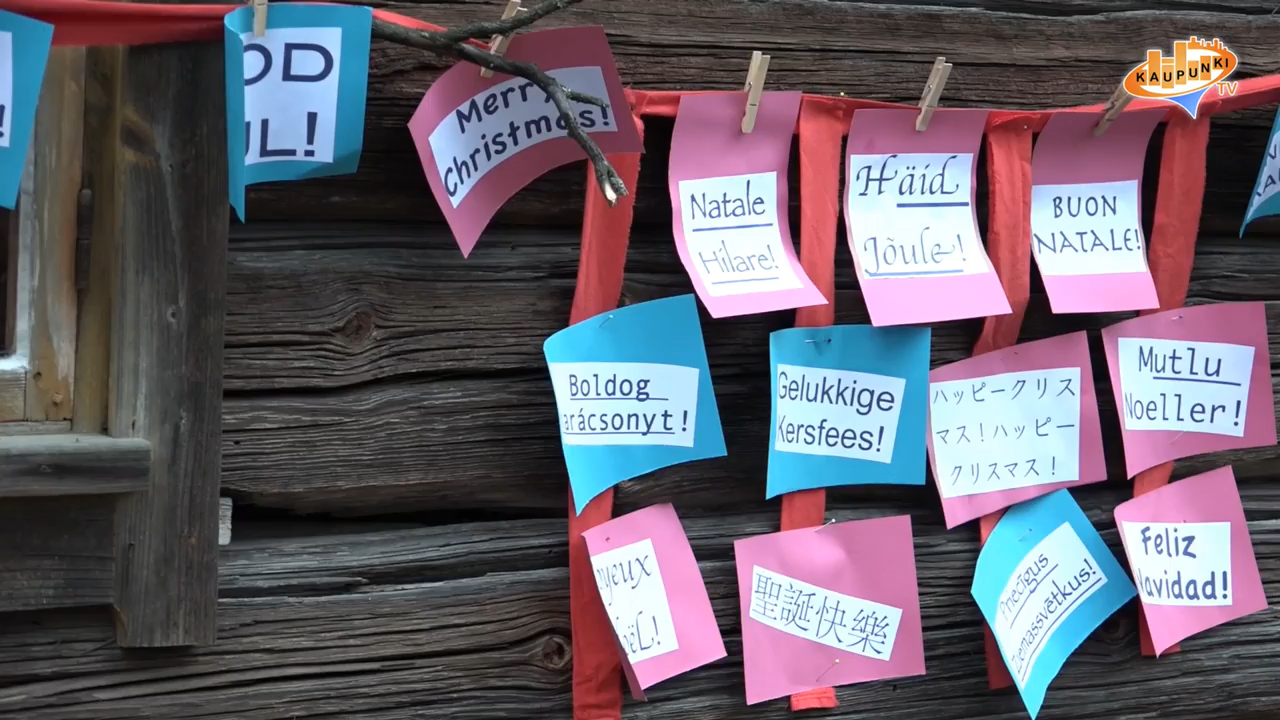 OD
UL!
Merry
Christmas!
KAUPUNKI
TV
Natale
Hilare!
Häid
Jõule!
BUON
NATALE!
Boldog
arácsonyt!
Gelukkige
Kersfees!
ハッピークリス
マス!ハッピー
クリスマス!
Mutlu
Noeller!
yeux
oëL!
聖誕快樂
Priecīgus
Ziemassvētkus!
Feliz
Navidad!